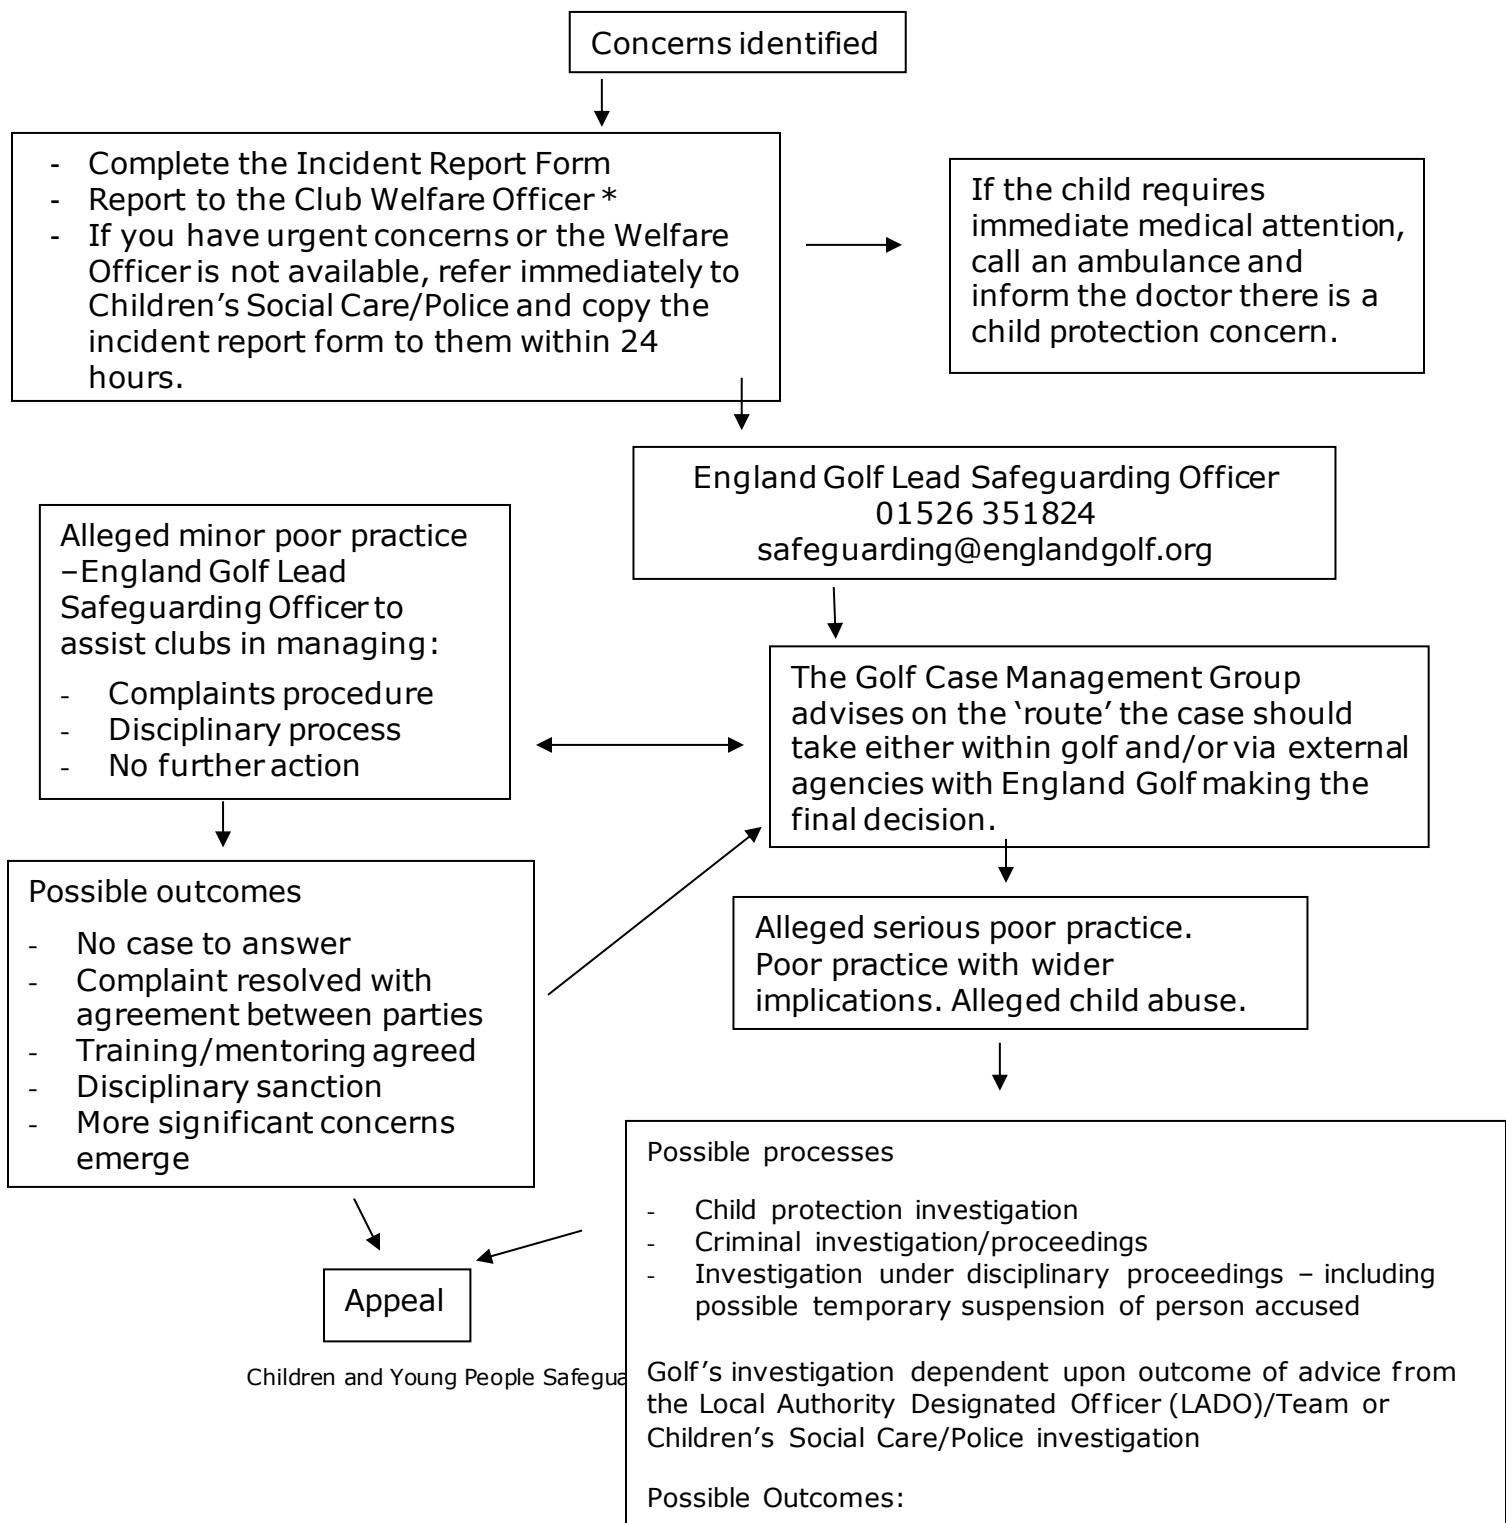 Concerns identified
- Complete the Incident Report Form
- Report to the Club Welfare Officer *
- If you have urgent concerns or the Welfare
Officer is not available, refer immediately to
Children’s Social Care/Police and copy the
incident report form to them within 24
hours.
If the child requires
immediate medical attention,
call an ambulance and
inform the doctor there is a
child protection concern.
England Golf Lead Safeguarding Officer
01526 351824
safeguarding@englandgolf.org
Alleged minor poor practice
–England Golf Lead
Safeguarding Officer to
assist clubs in managing:
- Complaints procedure
- Disciplinary process
- No further action
The Golf Case Management Group
advises on the ‘route’ the case should
take either within golf and/or via external
agencies with England Golf making the
final decision.
Possible outcomes
- No case to answer
- Complaint resolved with
agreement between parties
- Training/mentoring agreed
- Disciplinary sanction
- More significant concerns
emerge
Alleged serious poor practice.
Poor practice with wider
implications. Alleged child abuse.
Appeal
Possible processes
- Child protection investigation
- Criminal investigation/proceedings
- Investigation under disciplinary proceedings – including
possible temporary suspension of person accused
Golf’s investigation dependent upon outcome of advice from
the Local Authority Designated Officer (LADO)/Team or
Children’s Social Care/Police investigation
Possible Outcomes:
Children and Young People Safegua